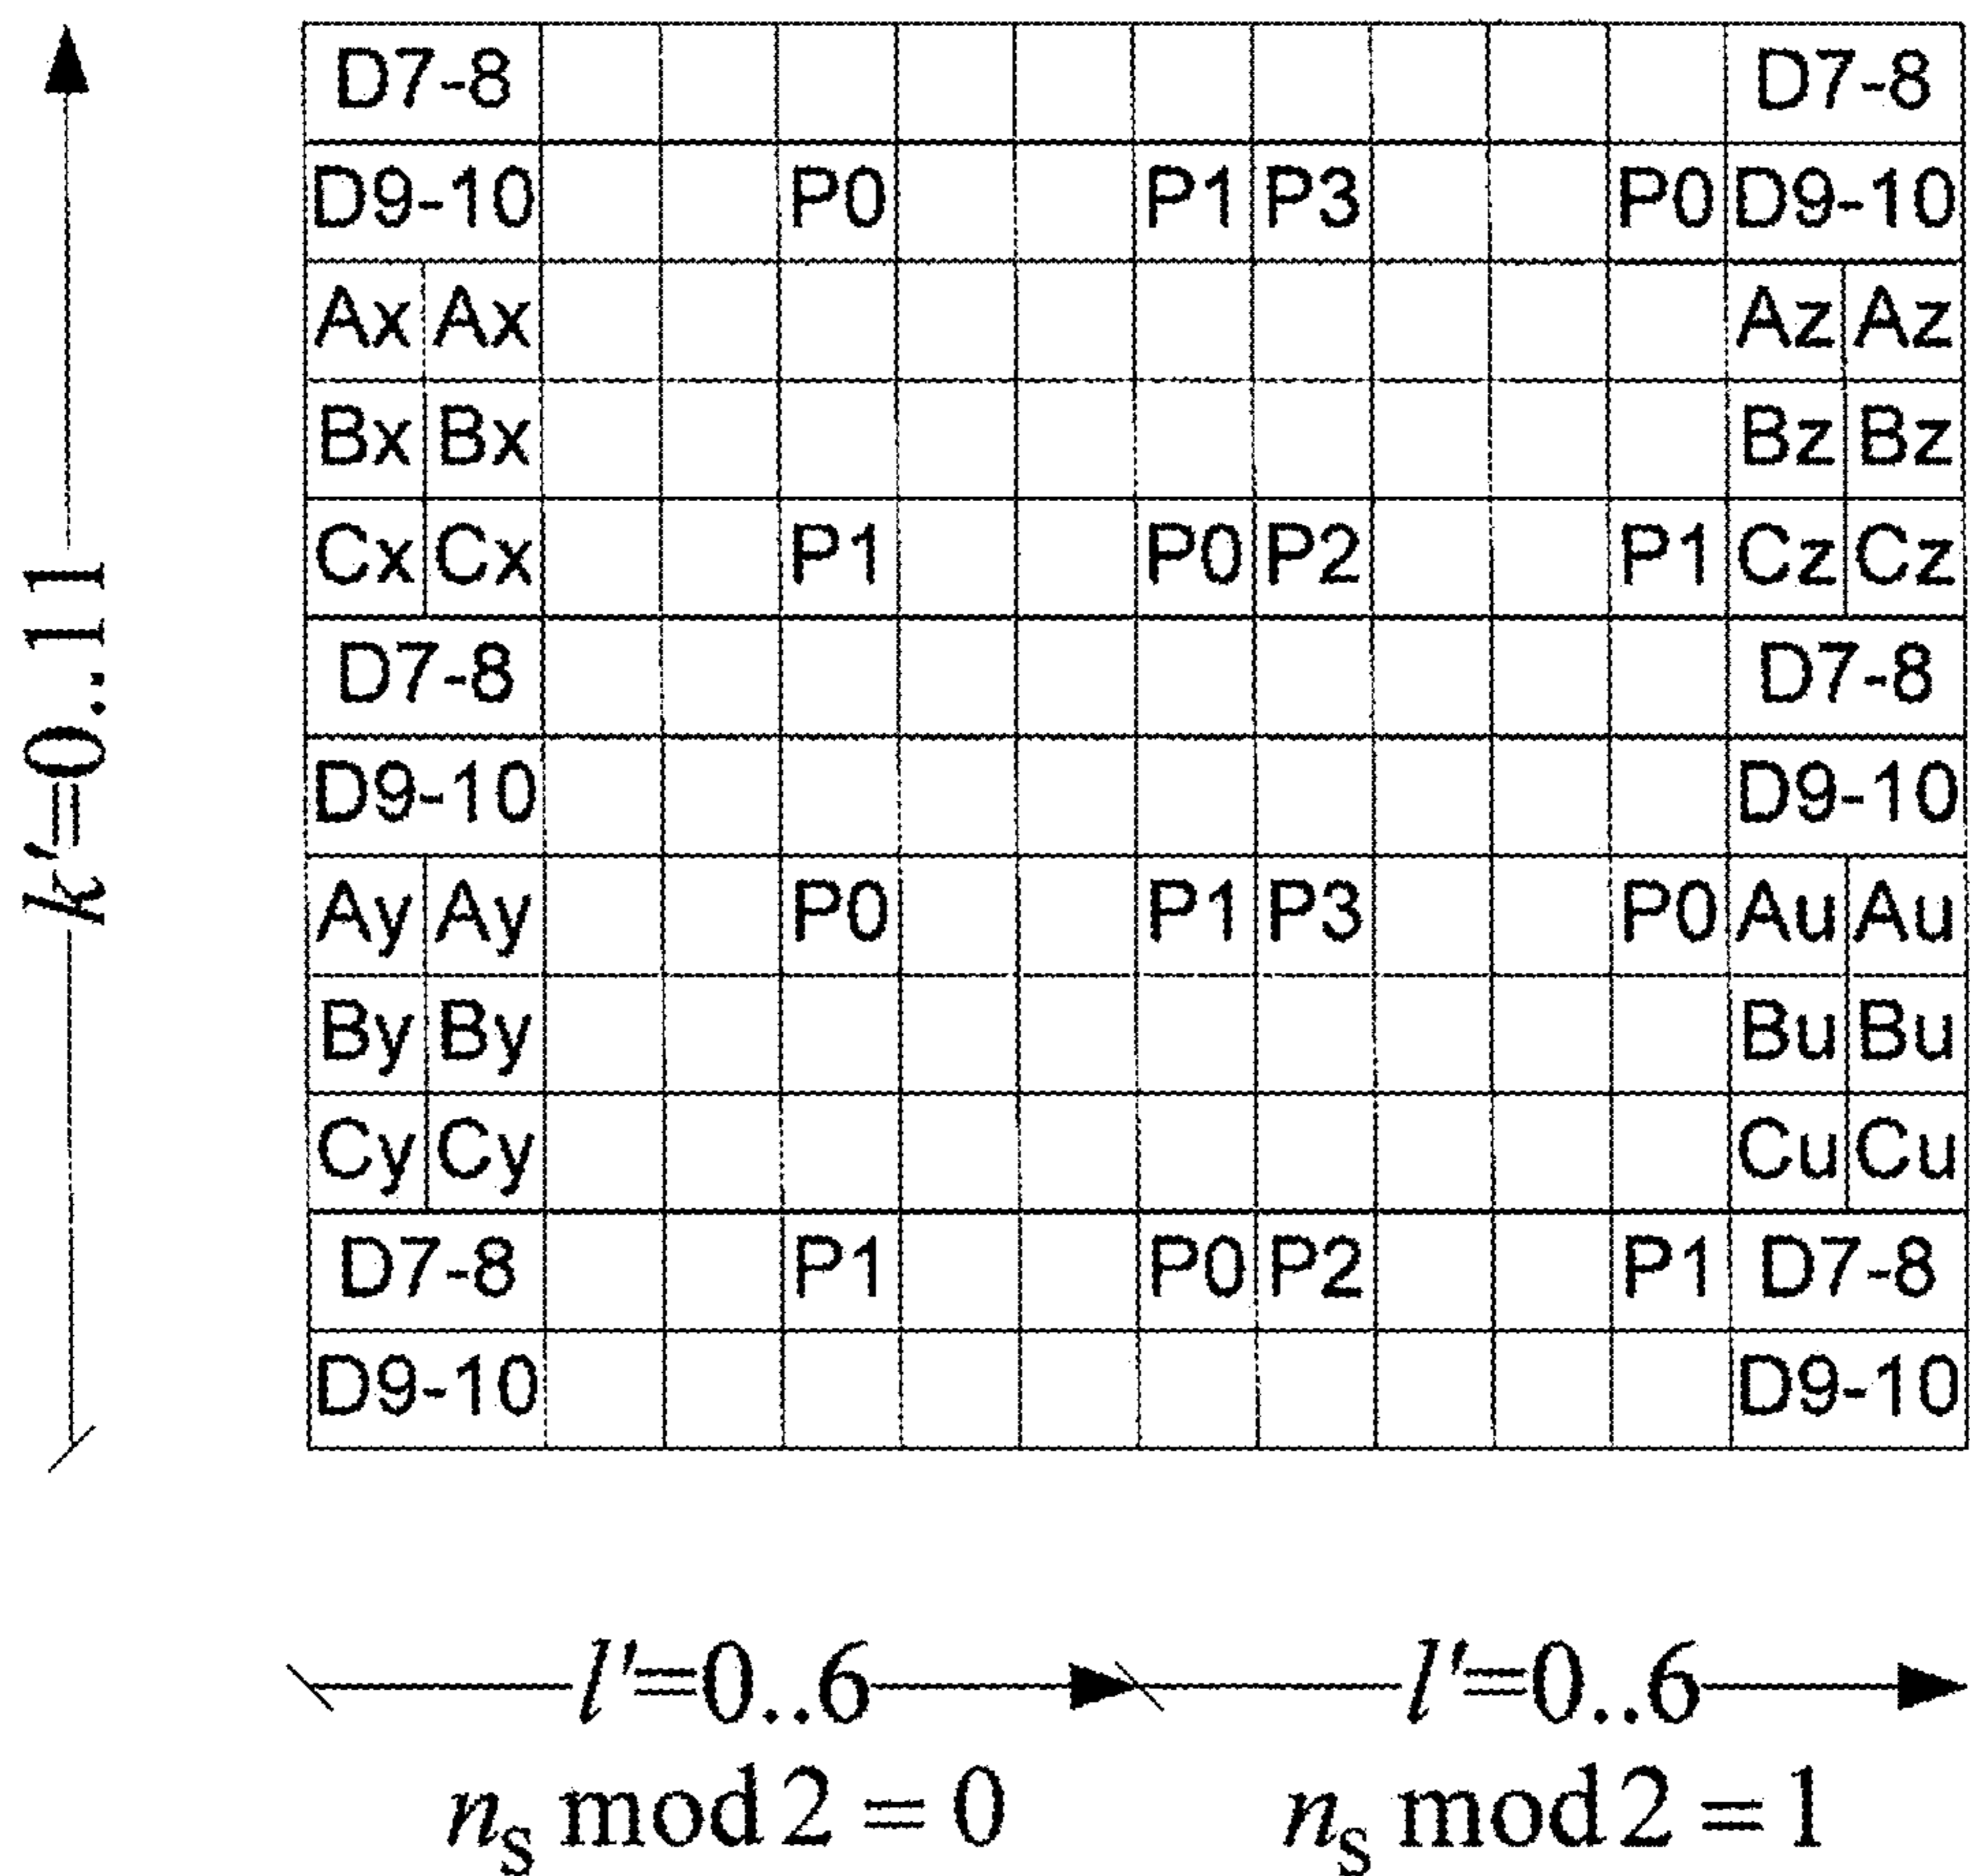 D7-8 D7-8
D9-10 P0 P1 P3 P0 D9-10
Ax Ax Az Az
Bx Bx Bz Bz
Cx Cx P1 P0 P2 P1 Cz Cz
D7-8 D7-8
D9-10 D9-10
Ay Ay P0 P1 P3 P0 Au Au
By By Bu Bu
Cy Cy Cu Cu
D7-8 P1 P0 P2 P1 D7-8
D9-10 D9-10
k'=0..11
l'=0..6 l'=0..6
nₛ mod 2 = 0 nₛ mod 2 = 1